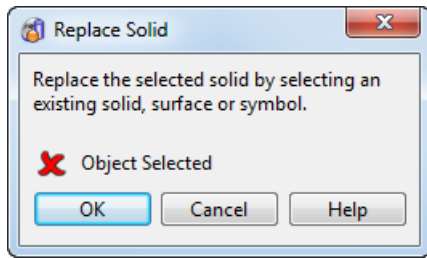 Replace Solid
Replace the selected solid by selecting an
existing solid, surface or symbol.
Object Selected
OK Cancel Help